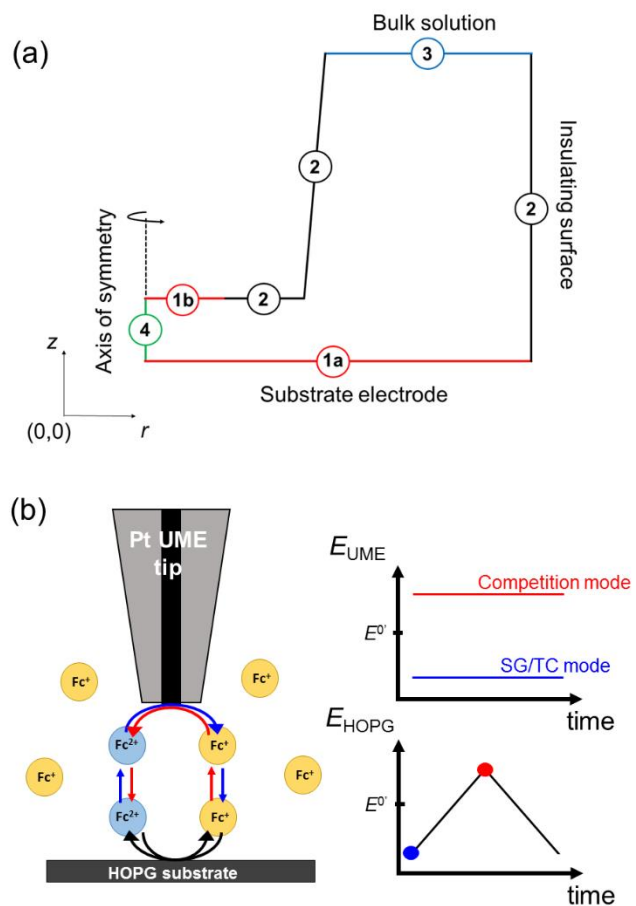 (a)
Bulk solution
3
2
Insulating surface
2
Axis of symmetry
1b
2
4
1a
z
Substrate electrode
(0,0)
r
(b)
Pt UME
tip
E_UME
Competition mode
E⁰'
SG/TC mode
time
Fc⁺
Fc⁺
Fc²⁺
Fc⁺
Fc⁺
Fc⁺
Fc²⁺
Fc⁺
HOPG substrate
E_HOPG
E⁰'
time